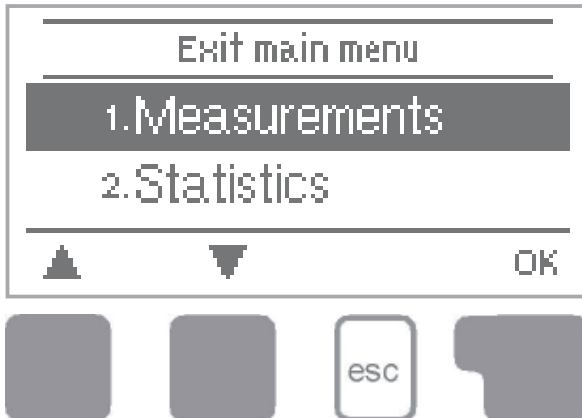 Exit main menu
1.Measurements
2.Statistics
OK
esc